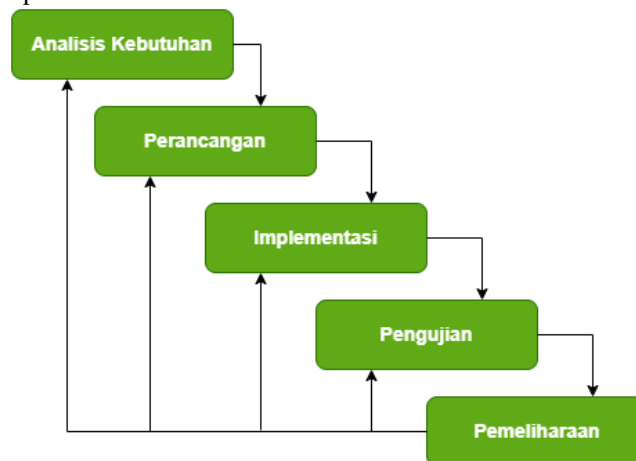 Analisis Kebutuhan
Perancangan
Implementasi
Pengujian
Pemeliharaan